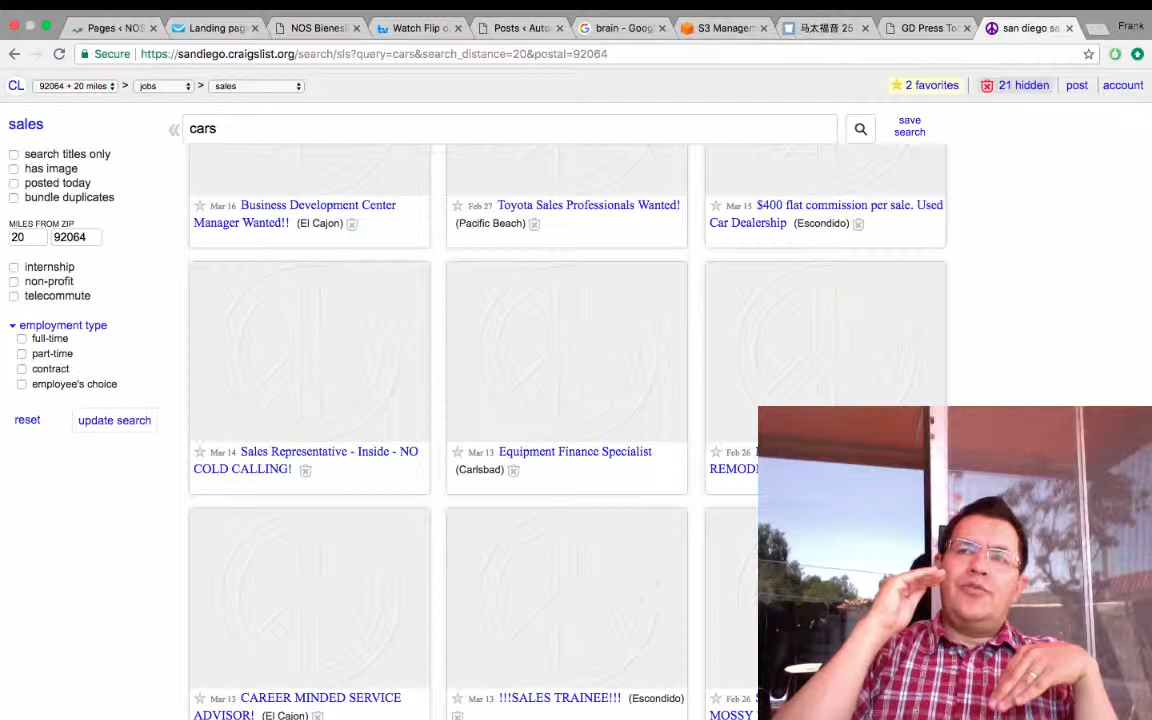 Pages ‹ NOS
Landing pag
NOS Bienesi
Watch Flip o
Posts ‹ Auto
brain - Goog
S3 Managem
马太福音 25
GD Press To
san diego sa
Frank
Secure
https://sandiego.craigslist.org/search/sls?query=cars&search_distance=20&postal=92064
CL
92064 + 20 miles
>
jobs
>
sales
2 favorites
21 hidden
post
account
sales
cars
save
search
search titles only
has image
posted today
bundle duplicates
MILES FROM ZIP
20
92064
internship
non-profit
telecommute
employment type
full-time
part-time
contract
employee's choice
reset
update search
Mar 16 Business Development Center
Manager Wanted!! (El Cajon)
Feb 27 Toyota Sales Professionals Wanted!
(Pacific Beach)
Mar 15 $400 flat commission per sale. Used
Car Dealership (Escondido)
Mar 14 Sales Representative - Inside - NO
COLD CALLING!
Mar 13 Equipment Finance Specialist
(Carlsbad)
Feb 26
REMODE
Mar 13 CAREER MINDED SERVICE
ADVISOR! (El Cajon)
Mar 13 !!!SALES TRAINEE!!! (Escondido)
Feb 26
MOSSY